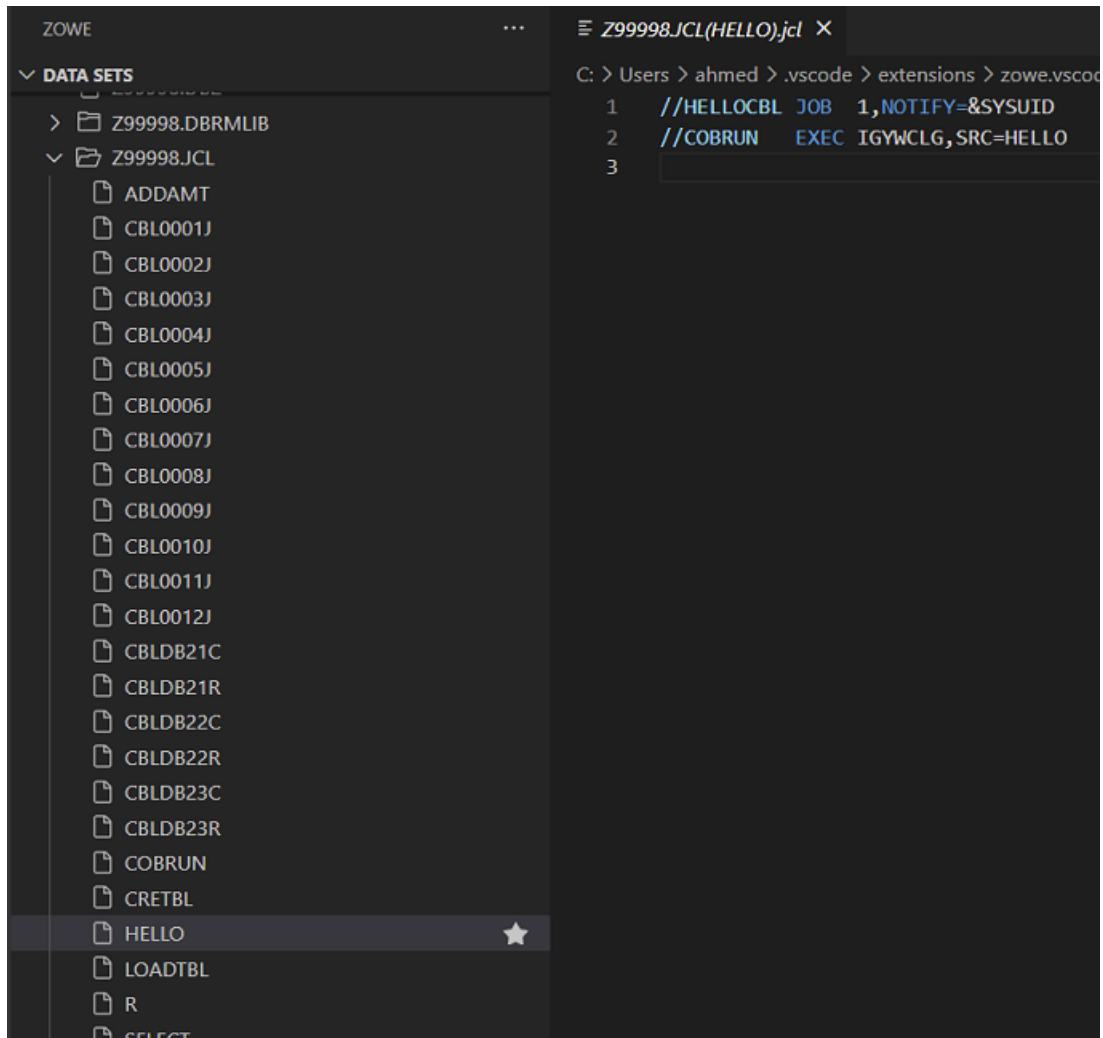 ZOWE
DATA SETS
Z99998.DBRMLIB
Z99998.JCL
ADDAMT
CBL0001J
CBL0002J
CBL0003J
CBL0004J
CBL0005J
CBL0006J
CBL0007J
CBL0008J
CBL0009J
CBL0010J
CBL0011J
CBL0012J
CBLDB21C
CBLDB21R
CBLDB22C
CBLDB22R
CBLDB23C
CBLDB23R
COBRUN
CRETBL
HELLO
LOADTBL
R
SELECT
Z99998.JCL(HELLO).jcl
C: > Users > ahmed > .vscode > extensions > zowe.vscod
1 //HELLOCBL JOB 1,NOTIFY=&SYSUID
2 //COBRUN EXEC IGYWCLG,SRC=HELLO
3